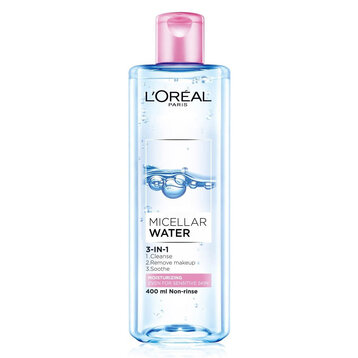 L'ORÉAL
PARIS
MICELLAR
WATER
3-IN-1
1.Cleanse
2.Remove makeup
3.Soothe
MOISTURIZING
EVEN FOR SENSITIVE SKIN
400 ml Non-rinse